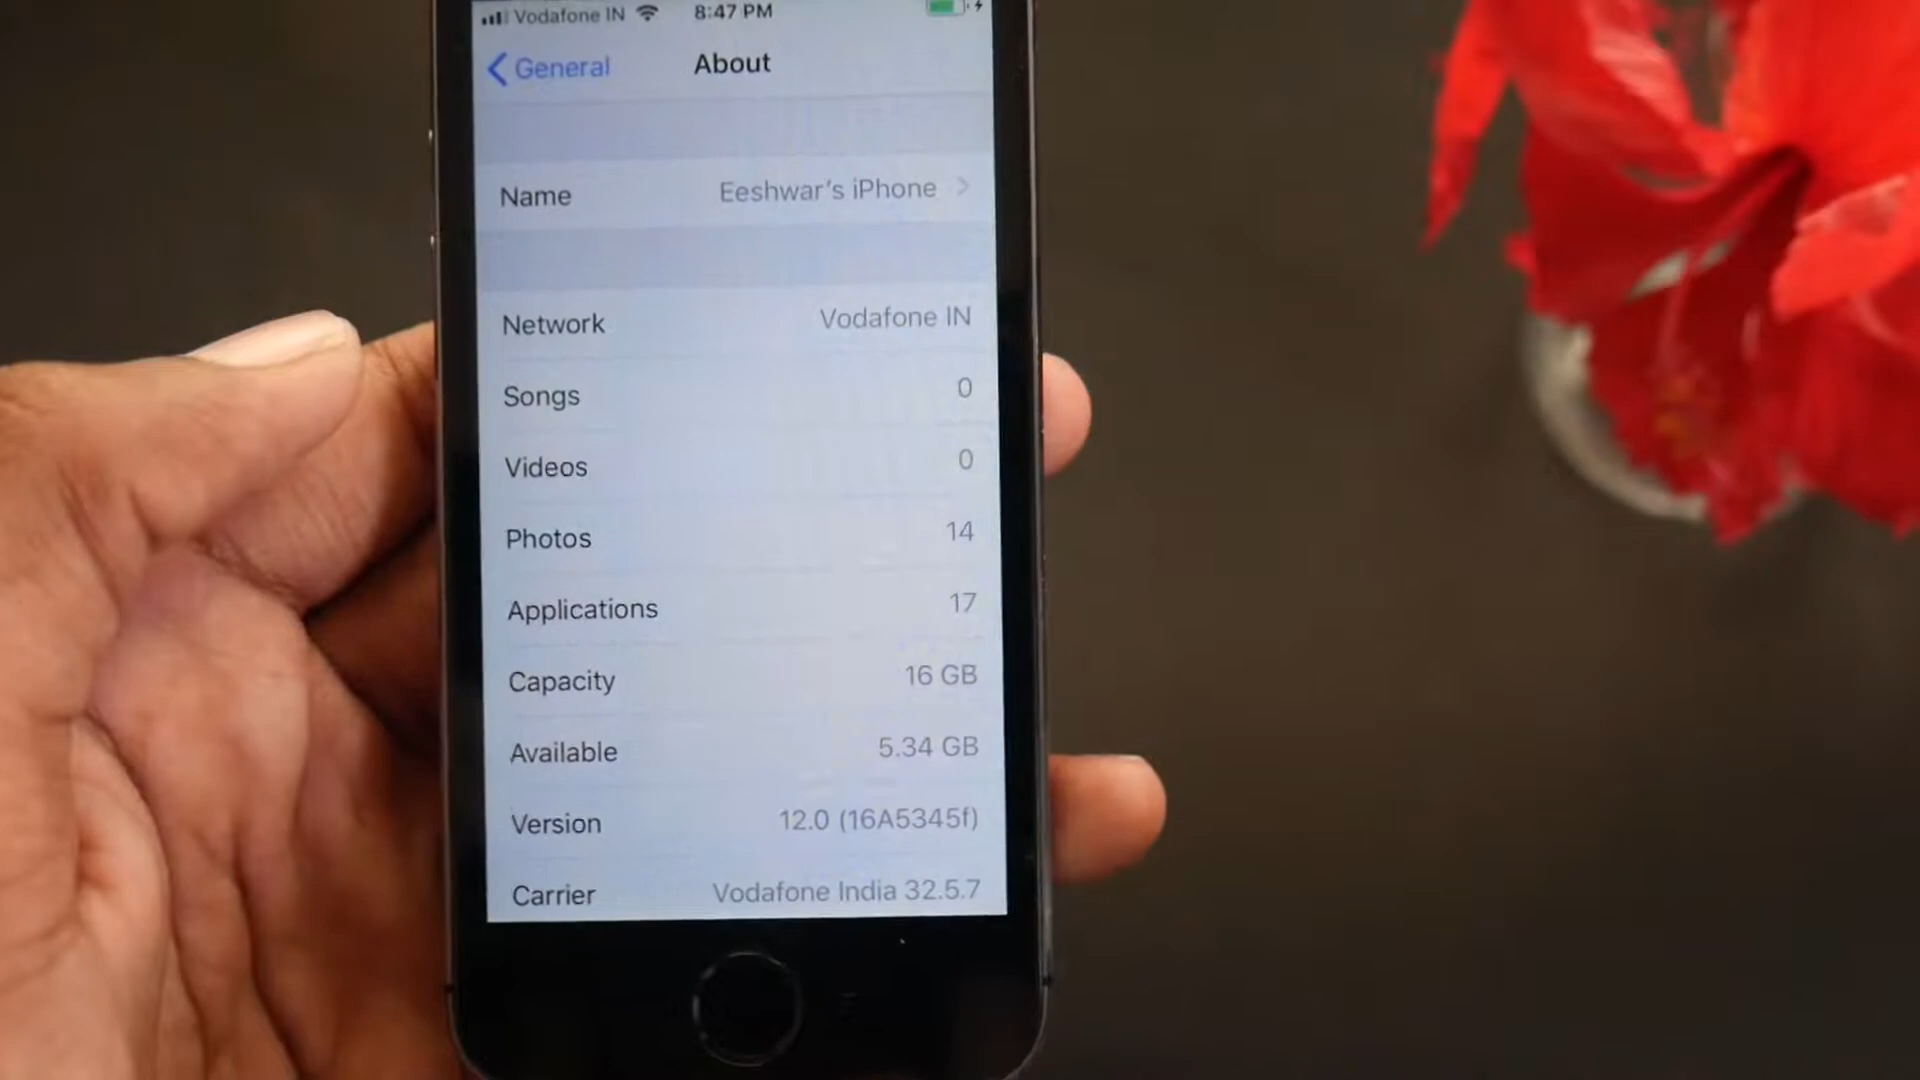 Vodafone IN 8:47 PM
General About
Name Eeshwar's iPhone
Network Vodafone IN
Songs 0
Videos 0
Photos 14
Applications 17
Capacity 16 GB
Available 5.34 GB
Version 12.0 (16A5345f)
Carrier Vodafone India 32.5.7